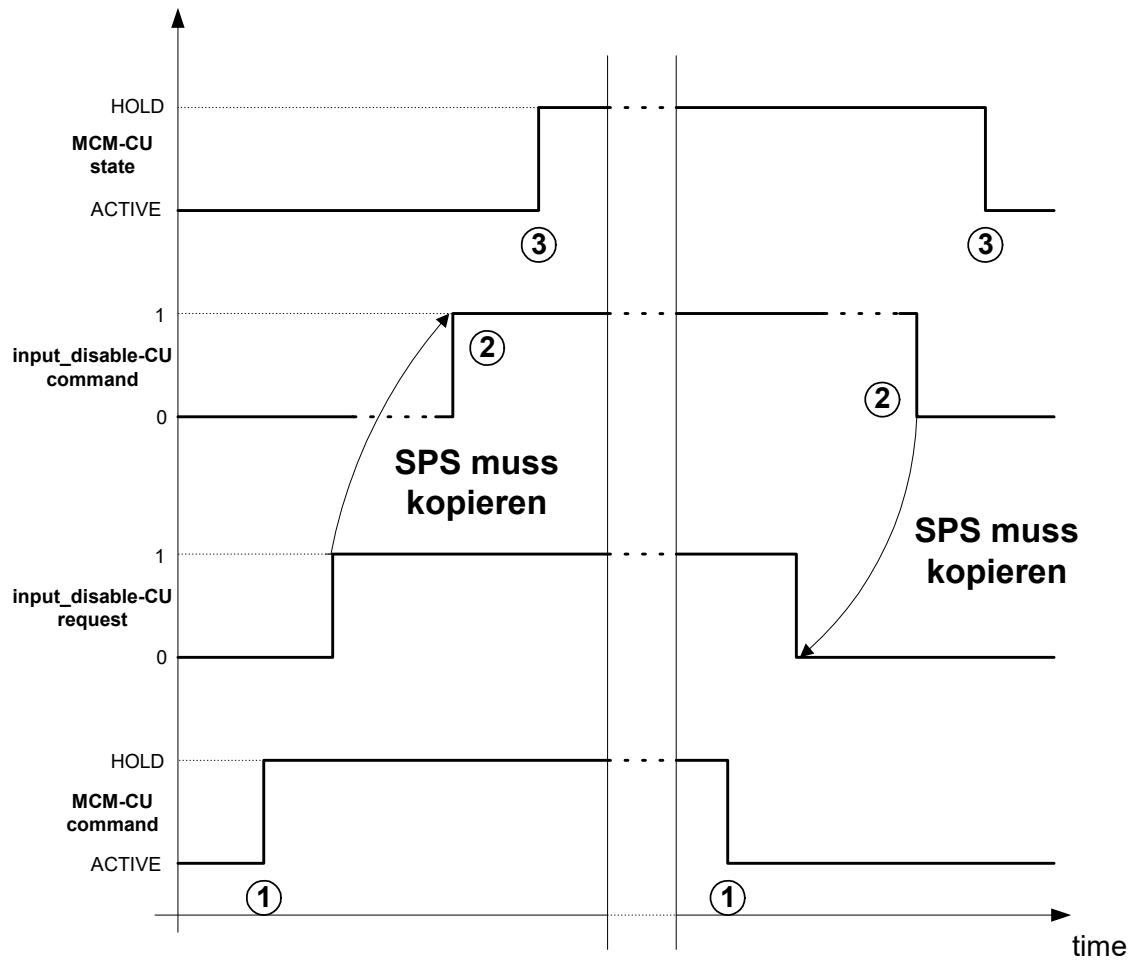 HOLD
MCM-CU
state
ACTIVE
3
3
1
input_disable-CU
command
0
2
2
SPS muss
kopieren
SPS muss
kopieren
1
input_disable-CU
request
0
HOLD
MCM-CU
command
ACTIVE
1
1
time